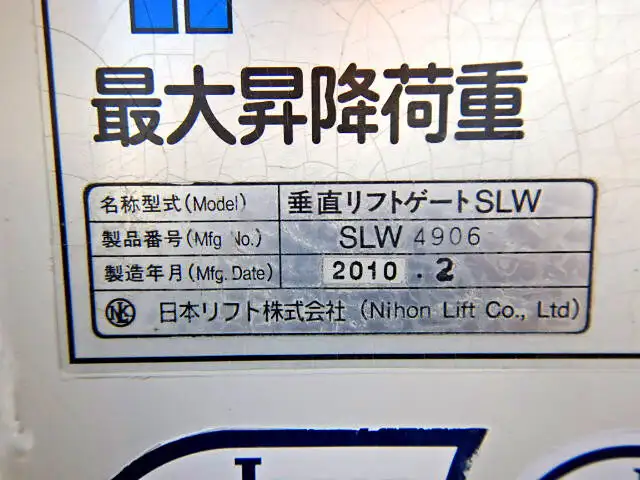 最大昇降荷重
名称型式(Model) 垂直リフトゲートSLW
製品番号(Mfg No.) SLW 4906
製造年月(Mfg. Date) 2010 . 2
NK 日本リフト株式会社 (Nihon Lift Co., Ltd)